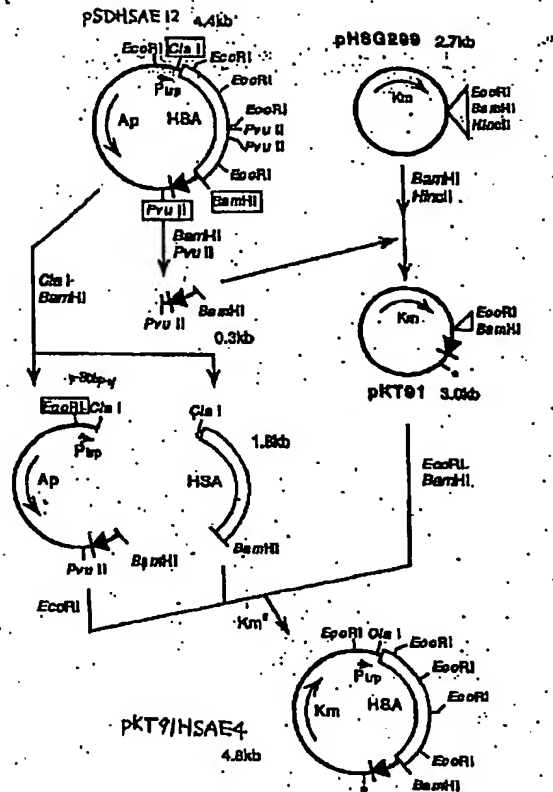 pSDHSAE12 4.4kb
EcoRI Cla I
EcoRI
Ptrp
EcoRI
Ap
HSA
Pvu II
Pvu II
EcoRI
Pvu II
BamHI
pHSG299 2.7kb
Km
EcoRI
BamHI
HincII
BamHI
HincII
BamHI
Pvu II
Cla I-
BamHI
Pvu II
BamHI
0.3kb
Km
EcoRI
BamHI
pKT91 3.0kb
EcoRI-Cla I
Ptrp
Ap
BamHI
Pvu II
Cla I
1.8kb
HSA
BamHI
EcoRI-
BamHI
EcoRI
Kmr
EcoRI Cla I
EcoRI
Ptrp
EcoRI
Km
HSA
EcoRI
EcoRI
BamHI
pKT91HSAE4
4.8kb